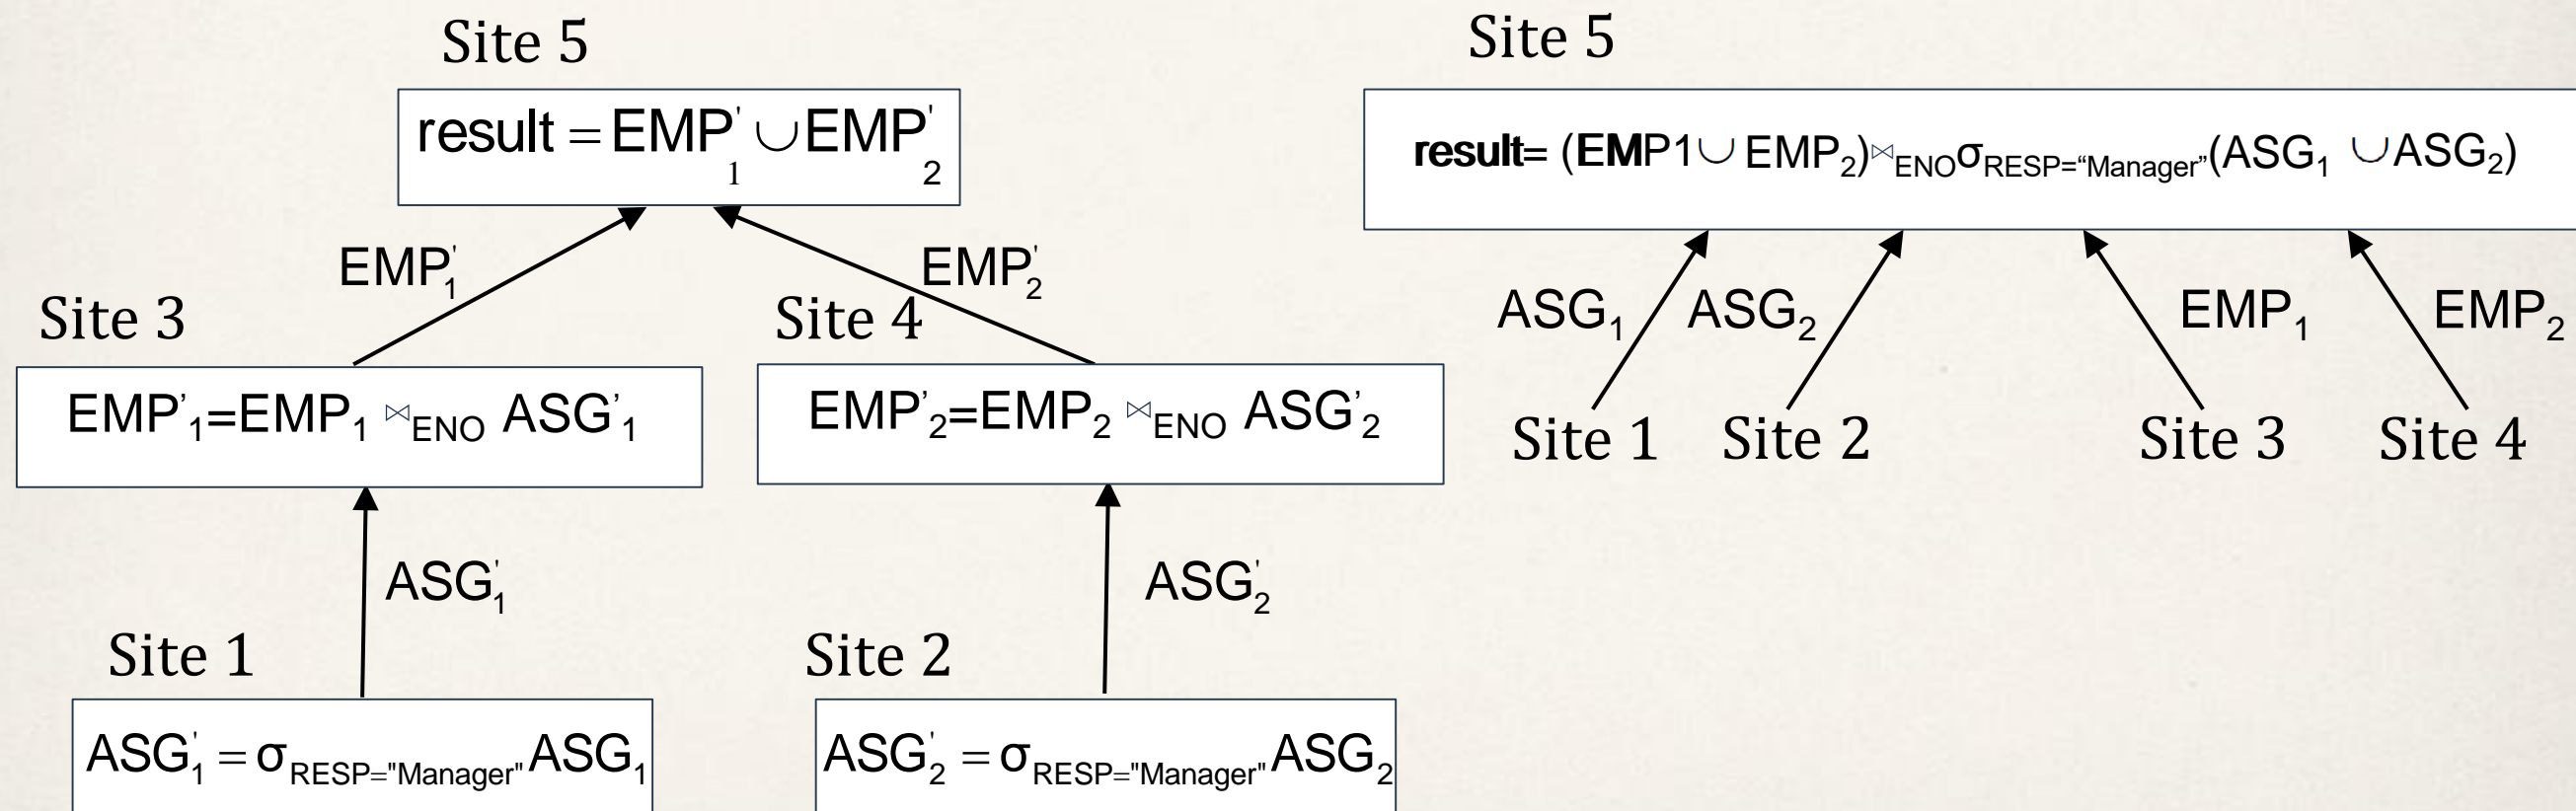 Site 5
result = EMP'₁ ∪ EMP'₂
EMP'₁
EMP'₂
Site 3
EMP'₁=EMP₁ ⋈ENO ASG'₁
Site 4
EMP'₂=EMP₂ ⋈ENO ASG'₂
ASG'₁
ASG'₂
Site 1
ASG'₁ = σRESP="Manager" ASG₁
Site 2
ASG'₂ = σRESP="Manager" ASG₂
Site 5
result= (EMP1∪ EMP₂)⋈ENOσRESP=“Manager”(ASG₁ ∪ASG₂)
ASG₁
ASG₂
EMP₁
EMP₂
Site 1
Site 2
Site 3
Site 4